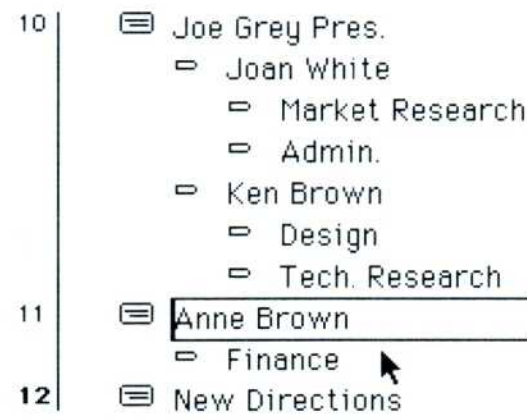 10 Joe Grey Pres.
Joan White
Market Research
Admin.
Ken Brown
Design
Tech. Research
11 Anne Brown
Finance
12 New Directions